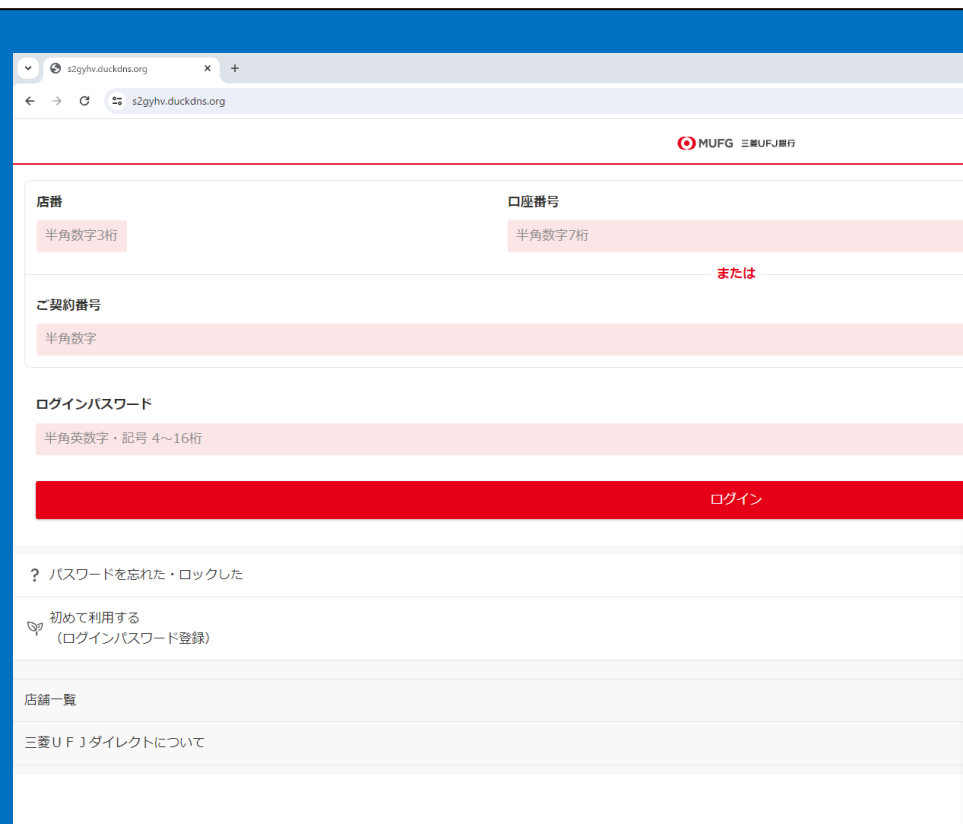 s2gyhv.duckdns.org
s2gyhv.duckdns.org
MUFG 三菱UFJ銀行
店番 口座番号
半角数字3桁 半角数字7桁
または
ご契約番号
半角数字
ログインパスワード
半角英数字・記号 4～16桁
ログイン
? パスワードを忘れた・ロックした
初めて利用する
（ログインパスワード登録）
店舗一覧
三菱ＵＦＪダイレクトについて